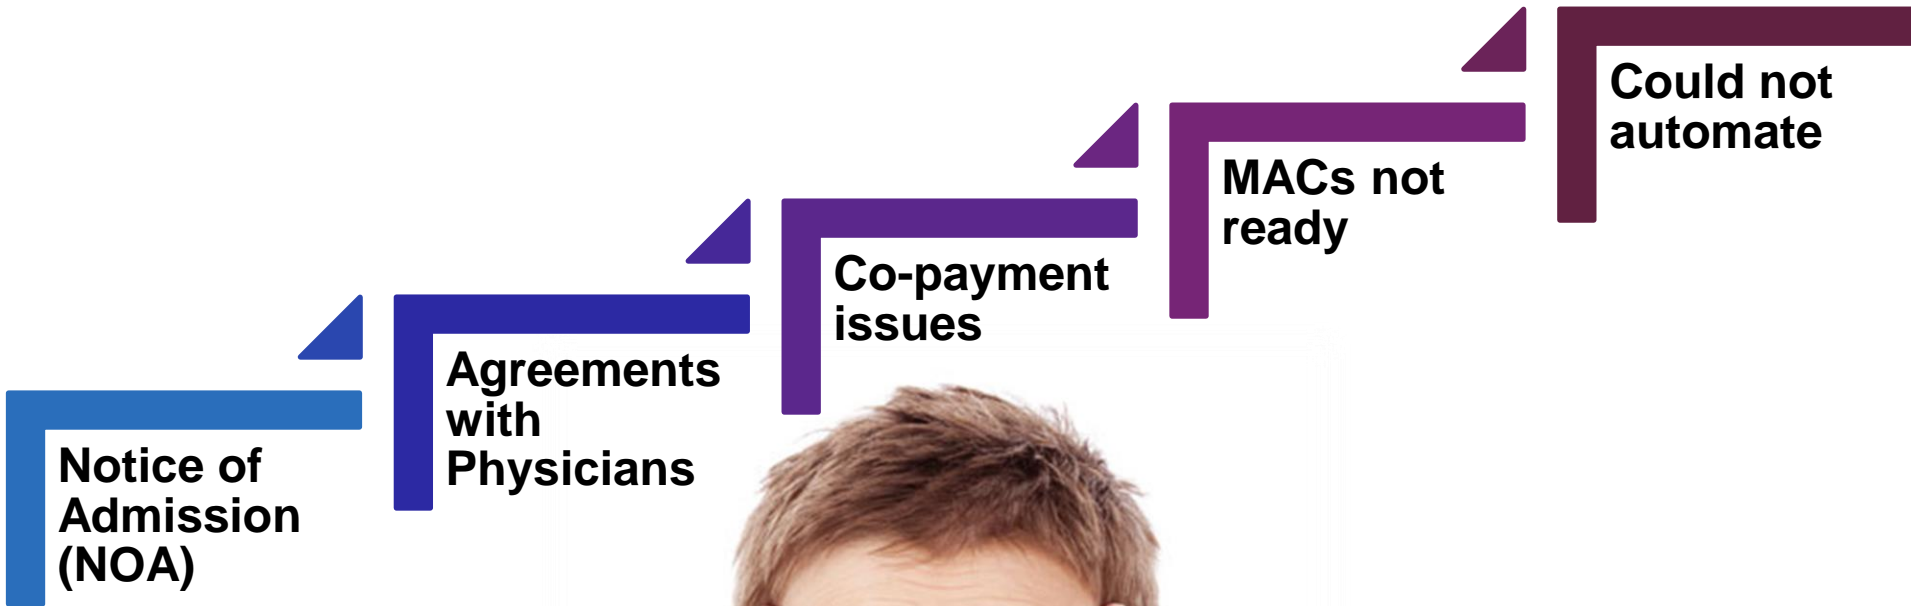 Notice of
Admission
(NOA)
Agreements
with
Physicians
Co-payment
issues
MACs not
ready
Could not
automate